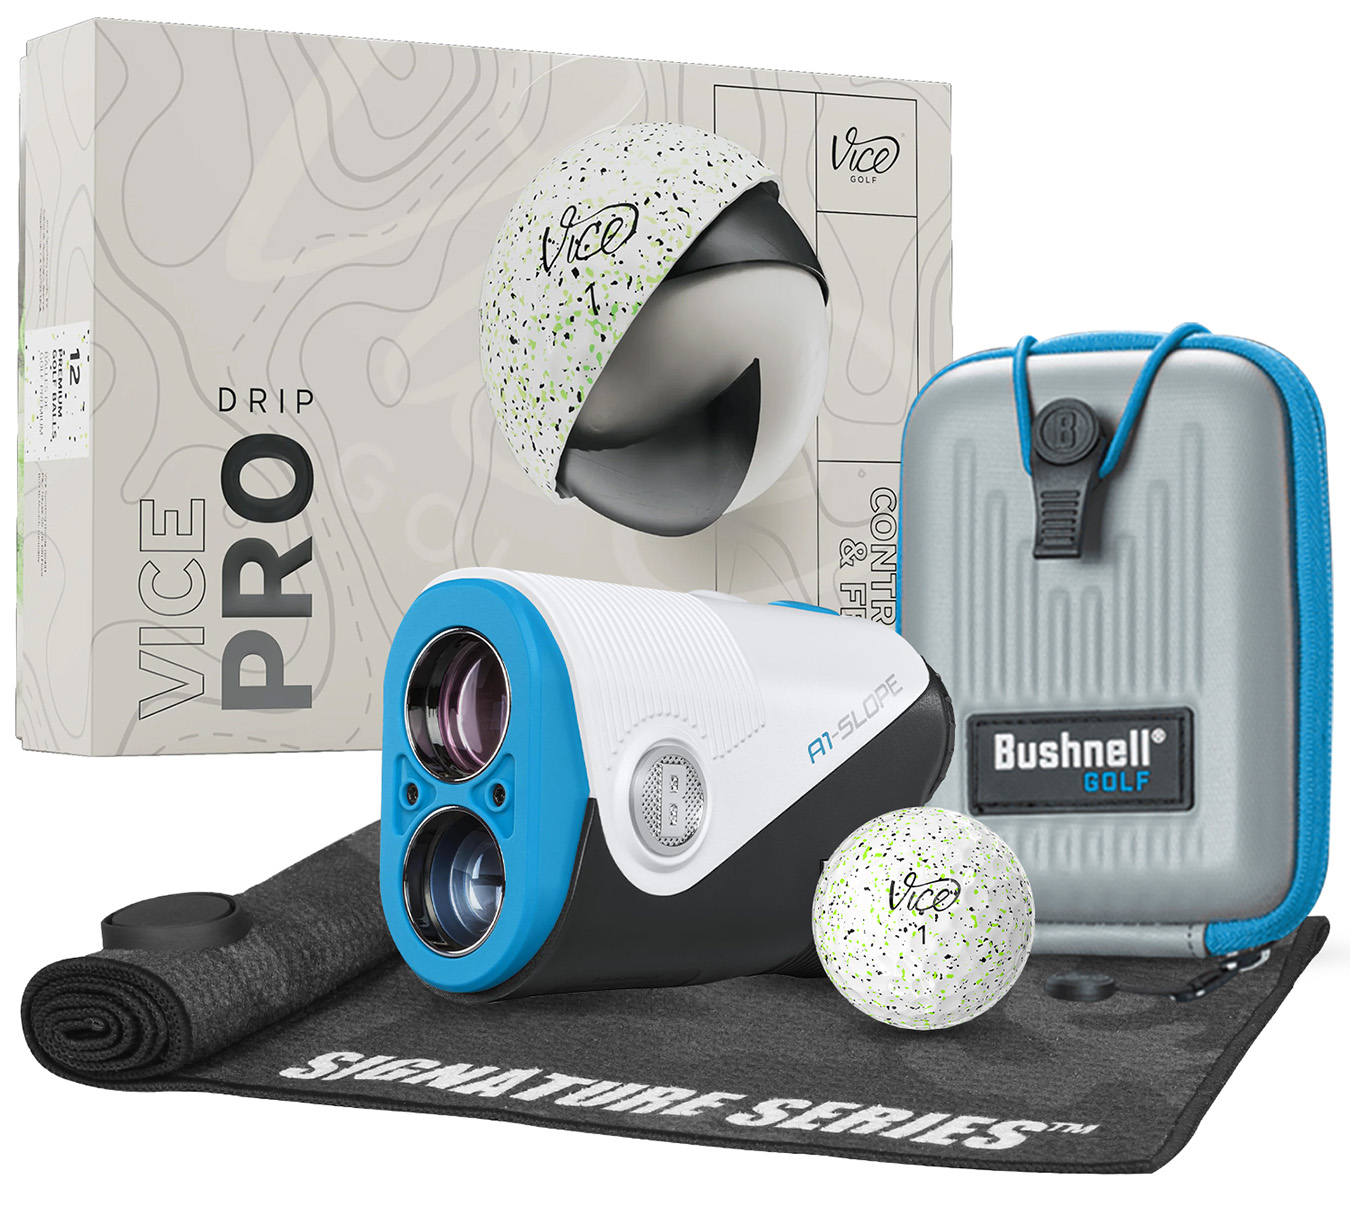 Vice
GOLF
Vice
1
DRIP
VICE
PRO
12
PREMIUM
GOLF BALLS.
CONTR
& F
B
Bushnell®
GOLF
A1-SLOPE
B
Vice
1
SIGNATURE SERIES™